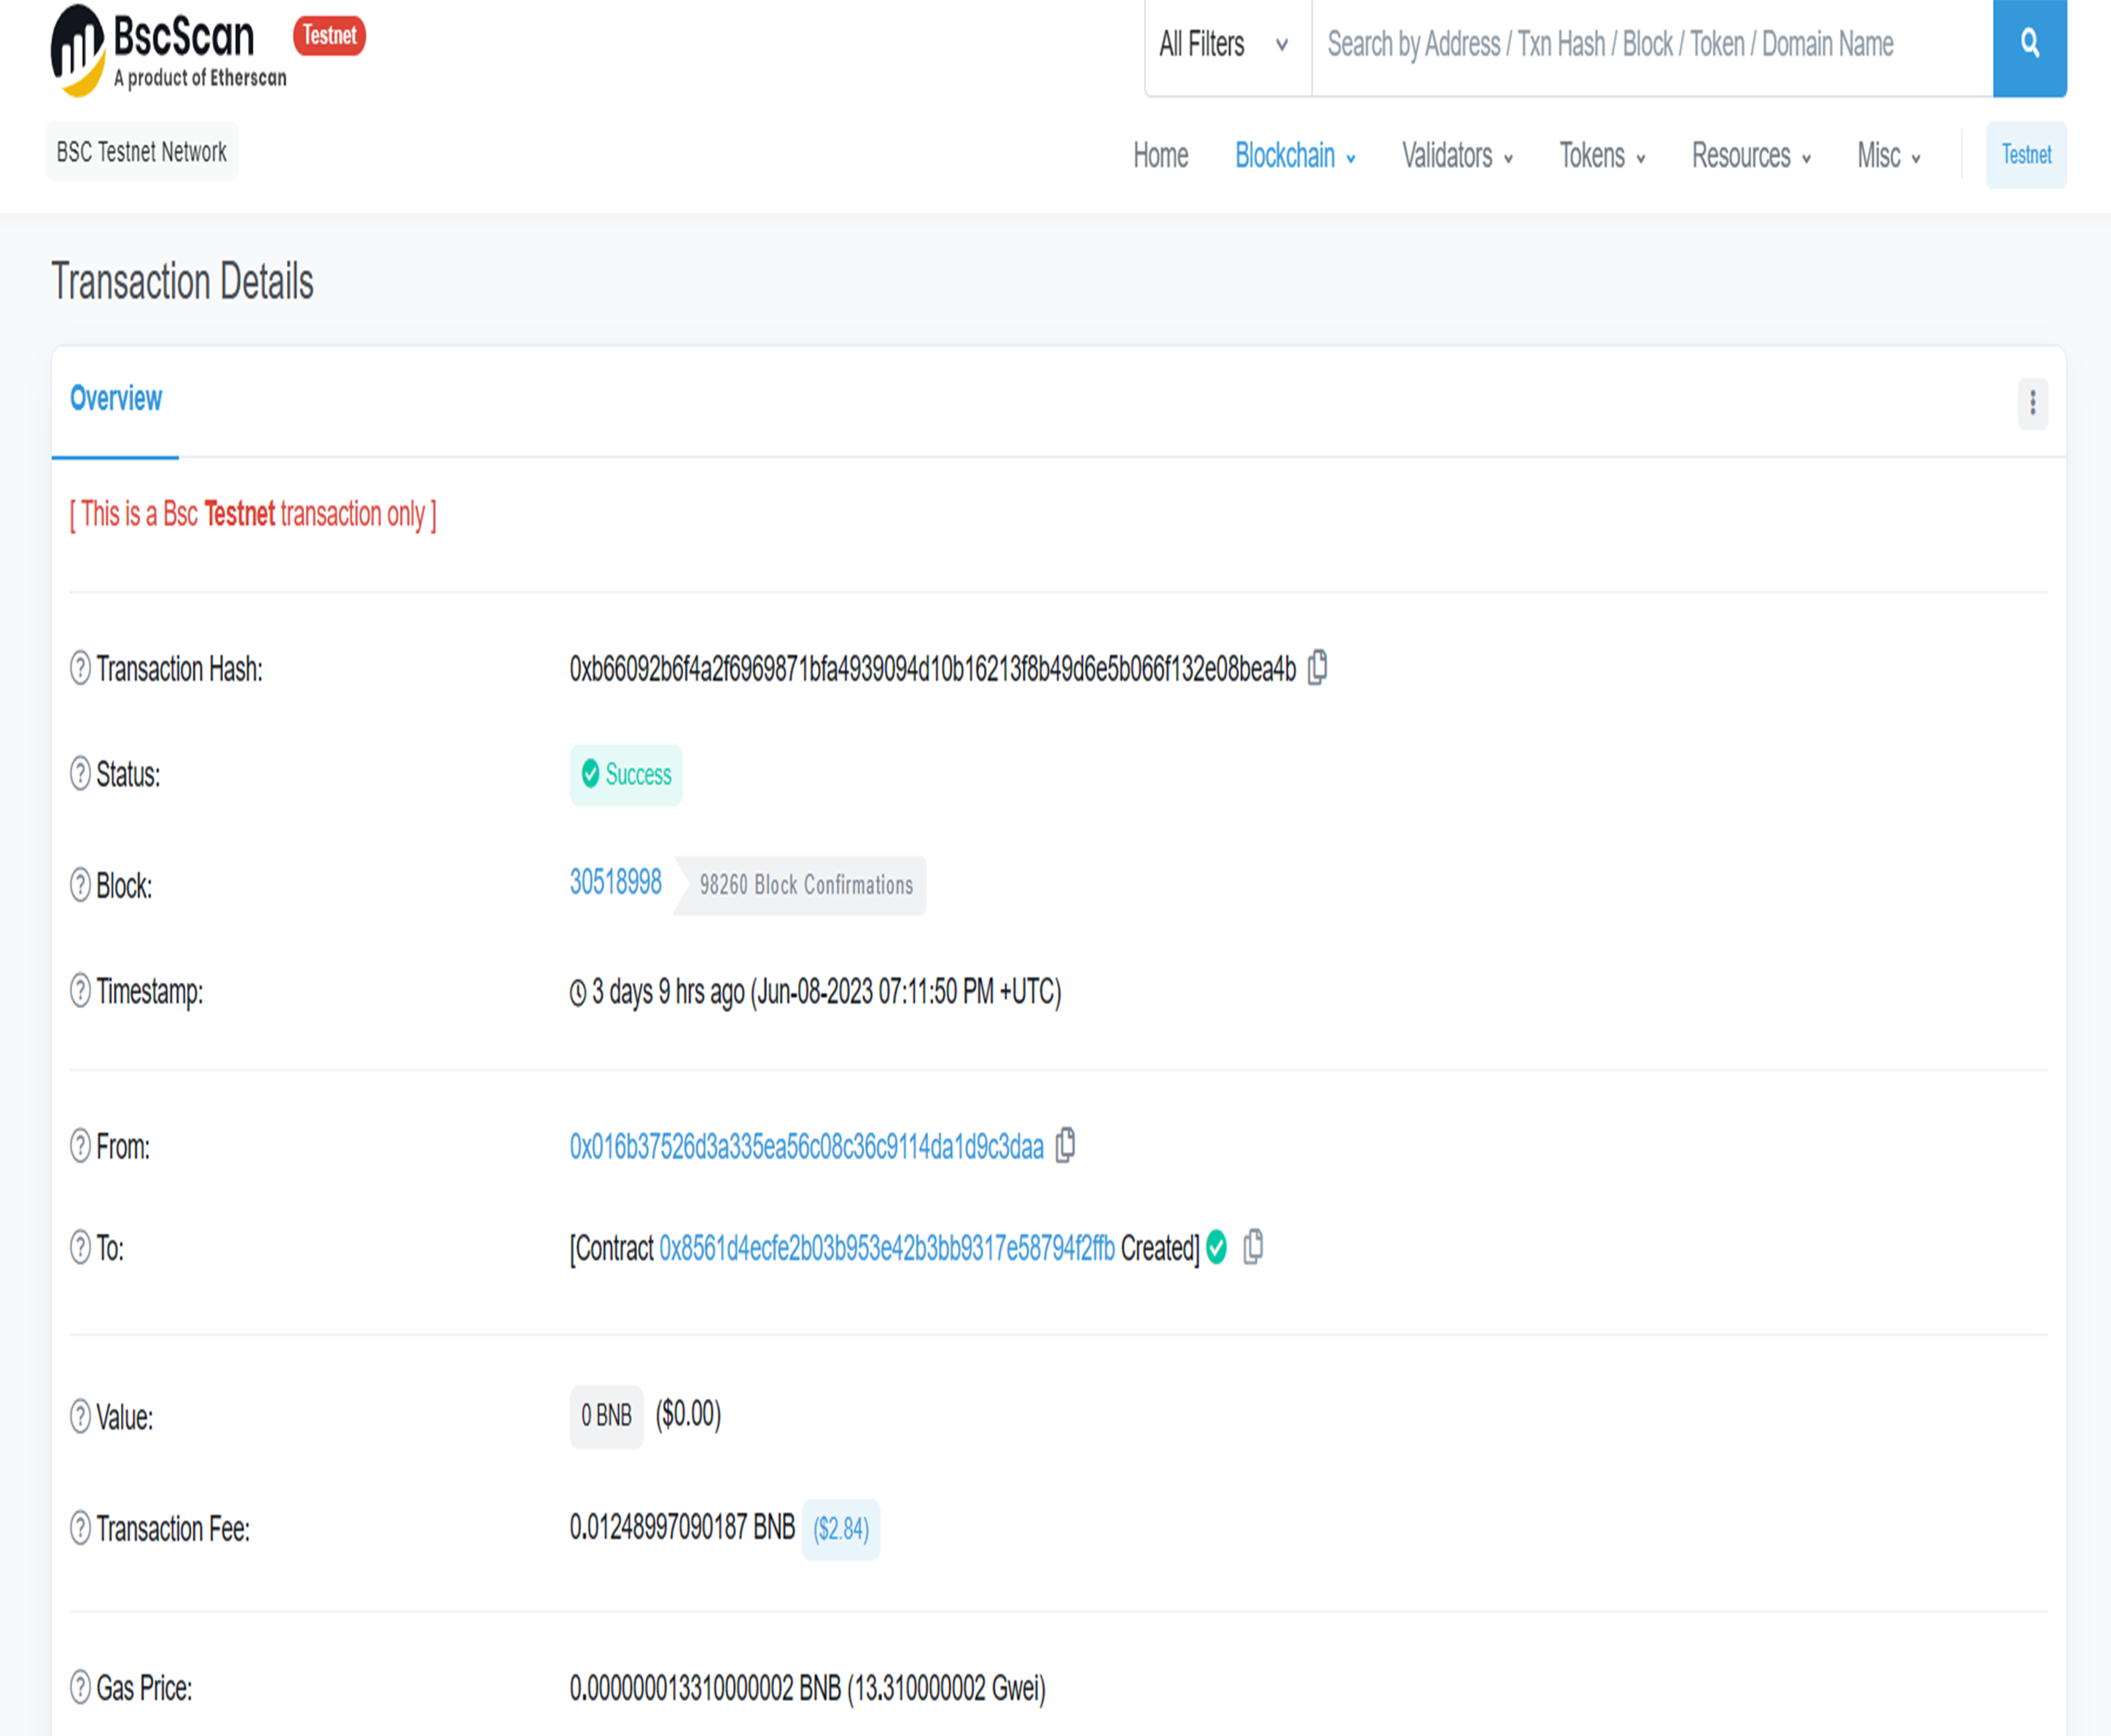 BscScan Testnet
A product of Etherscan
All Filters Search by Address / Txn Hash / Block / Token / Domain Name
BSC Testnet Network
Home Blockchain Validators Tokens Resources Misc Testnet
Transaction Details
Overview
[ This is a Bsc Testnet transaction only ]
Transaction Hash: 0xb66092b6f4a2f6969871bfa4939094d10b16213f8b49d6e5b066f132e08bea4b
Status: Success
Block: 30518998 98260 Block Confirmations
Timestamp: 3 days 9 hrs ago (Jun-08-2023 07:11:50 PM +UTC)
From: 0x016b37526d3a335ea56c08c36c9114da1d9c3daa
To: [Contract 0x8561d4ecfe2b03b953e42b3bb9317e58794f2ffb Created]
Value: 0 BNB ($0.00)
Transaction Fee: 0.01248997090187 BNB ($2.84)
Gas Price: 0.000000013310000002 BNB (13.310000002 Gwei)